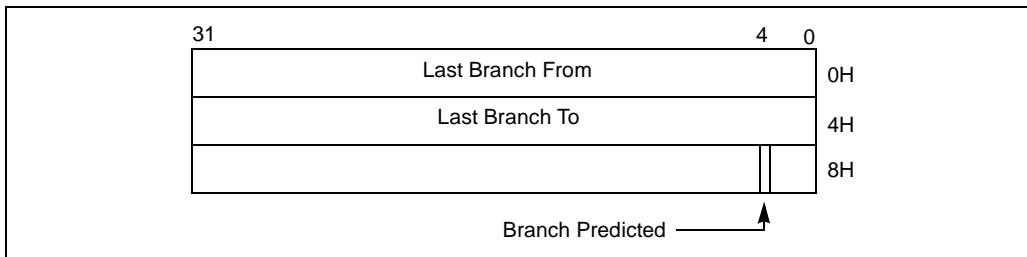 31 4 0
Last Branch From 0H
Last Branch To 4H
8H
Branch Predicted